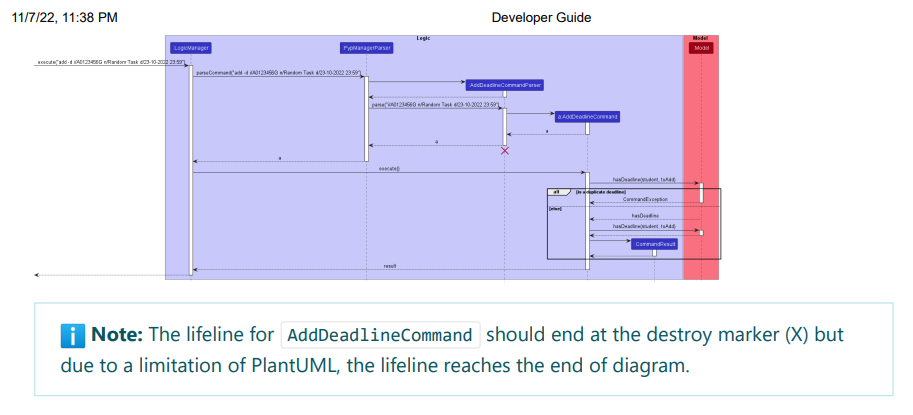 11/7/22, 11:38 PM
Developer Guide
Logic
Model
:LogicManager
:PypManagerParser
:Model
execute("add -d i/A0123456G n/Random Task d/23-10-2022 23:59")
parseCommand("add -d i/A0123456G n/Random Task d/23-10-2022 23:59")
:AddDeadlineCommandParser
parse("i/A0123456G n/Random Task d/23-10-2022 23:59")
a:AddDeadlineCommand
a
a
a
execute()
hasDeadline(student, toAdd)
alt
[is a duplicate deadline]
CommandException
[else]
hasDeadline
hasDeadline(student, toAdd)
:CommandResult
result
i Note: The lifeline for AddDeadlineCommand should end at the destroy marker (X) but
due to a limitation of PlantUML, the lifeline reaches the end of diagram.